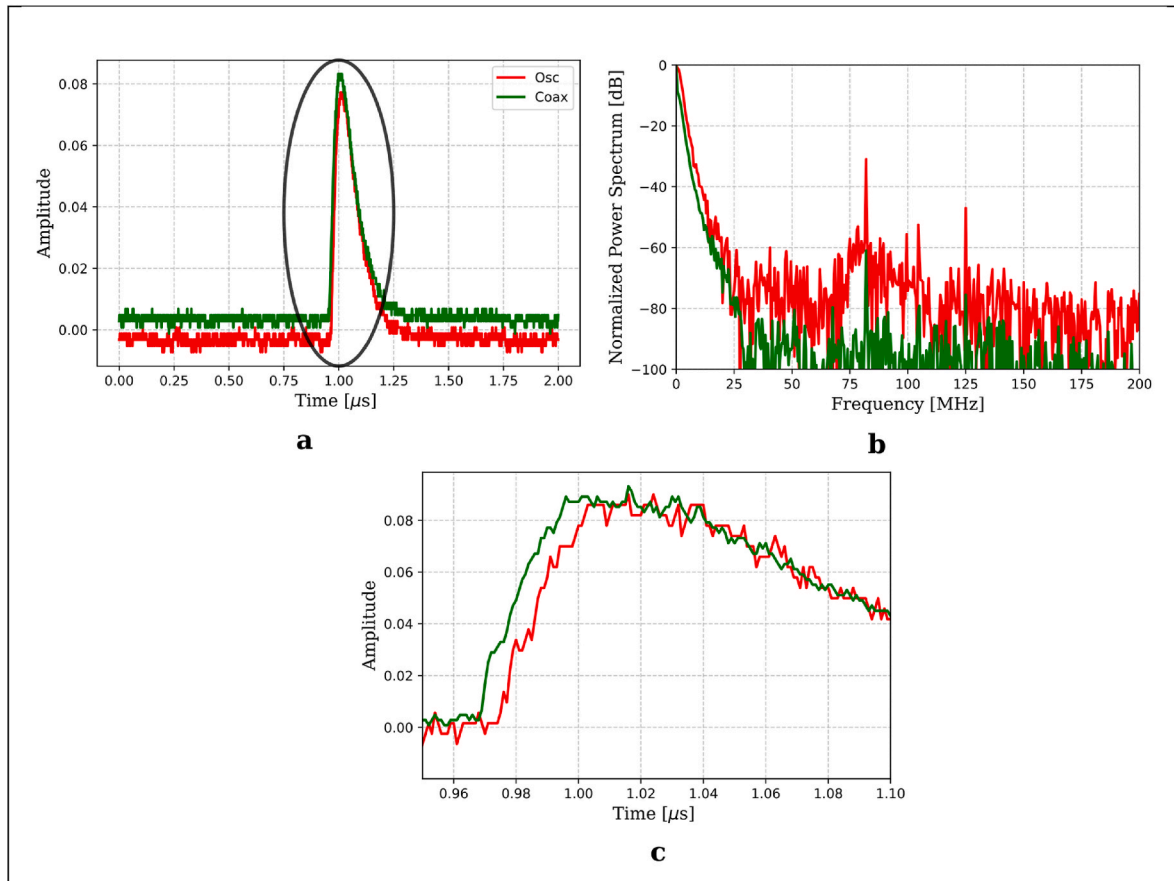 Osc
Coax
0.08
0.06
0.04
0.02
0.00
Amplitude
0.00 0.25 0.50 0.75 1.00 1.25 1.50 1.75 2.00
Time [μs]
a
0
−20
−40
−60
−80
−100
Normalized Power Spectrum [dB]
0 25 50 75 100 125 150 175 200
Frequency [MHz]
b
0.08
0.06
0.04
0.02
0.00
Amplitude
0.96 0.98 1.00 1.02 1.04 1.06 1.08 1.10
Time [μs]
c